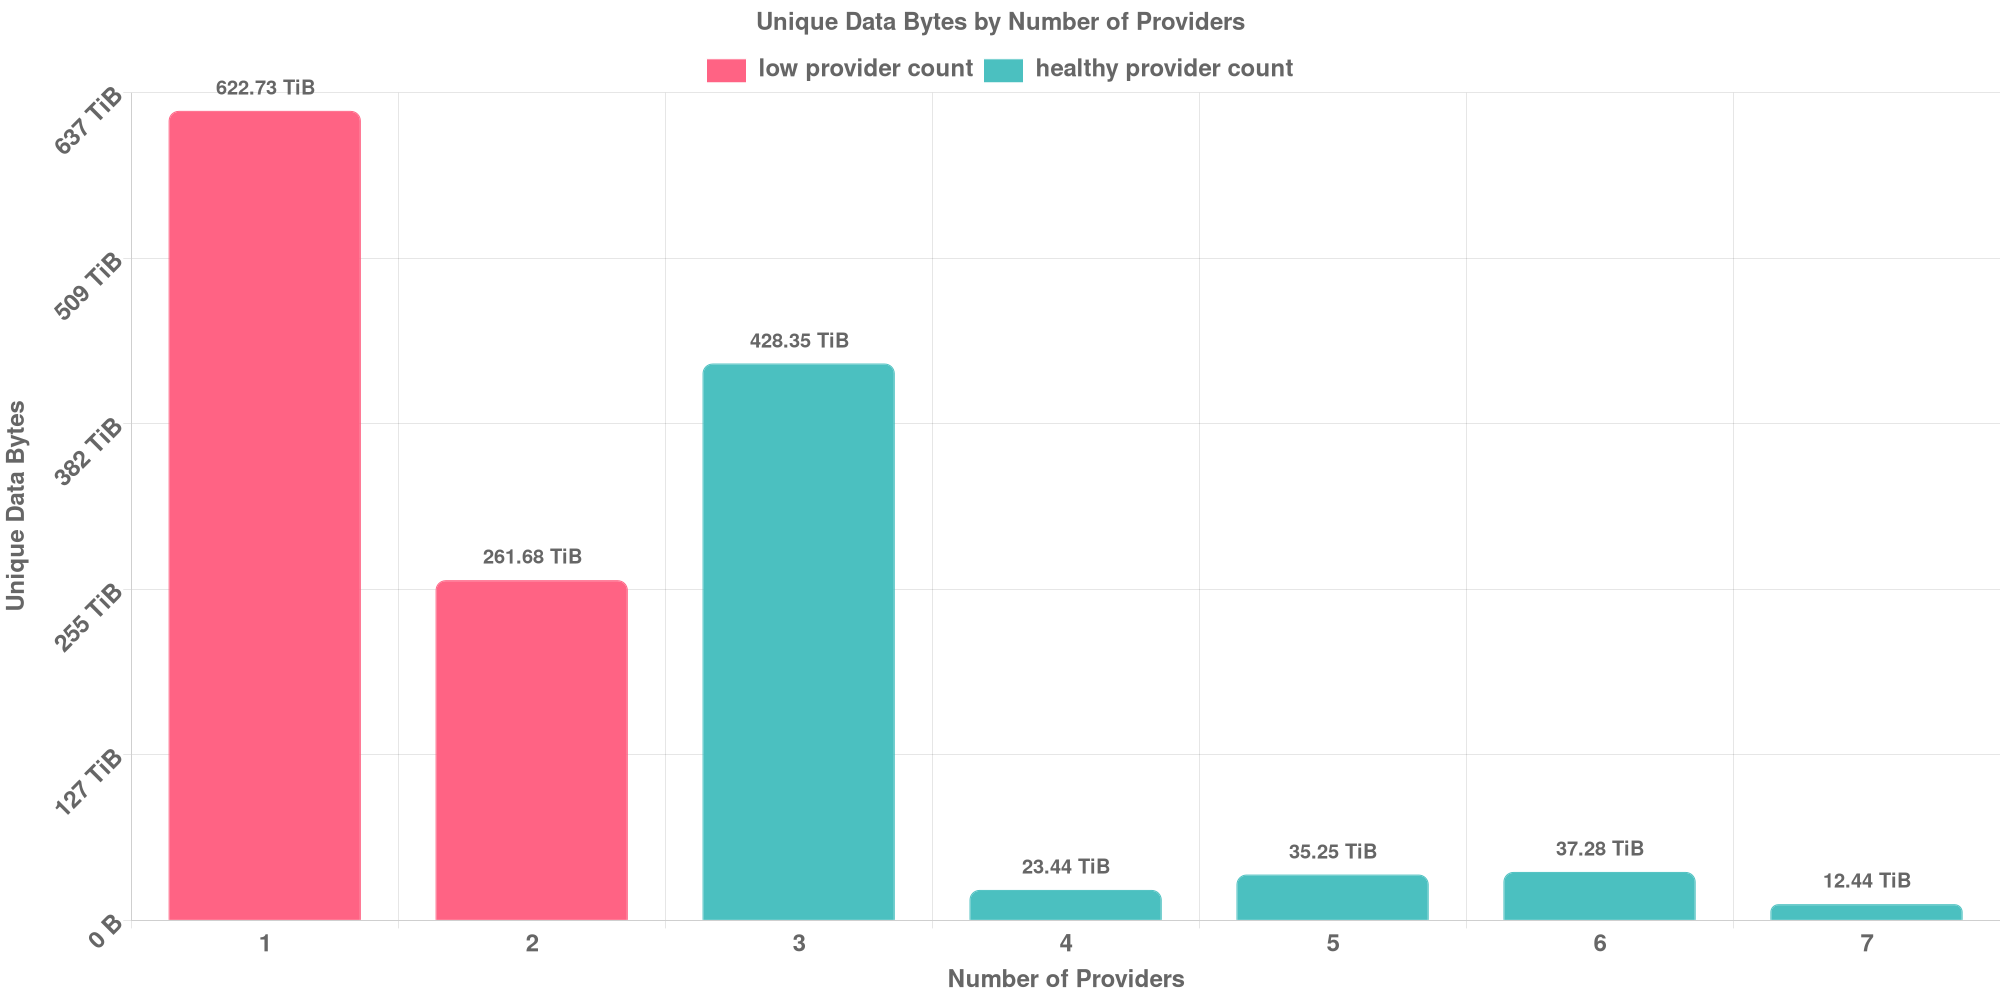 Unique Data Bytes by Number of Providers
low provider count healthy provider count
637 TiB
509 TiB
382 TiB
255 TiB
127 TiB
0 B
Unique Data Bytes
622.73 TiB
261.68 TiB
428.35 TiB
23.44 TiB
35.25 TiB
37.28 TiB
12.44 TiB
1 2 3 4 5 6 7
Number of Providers